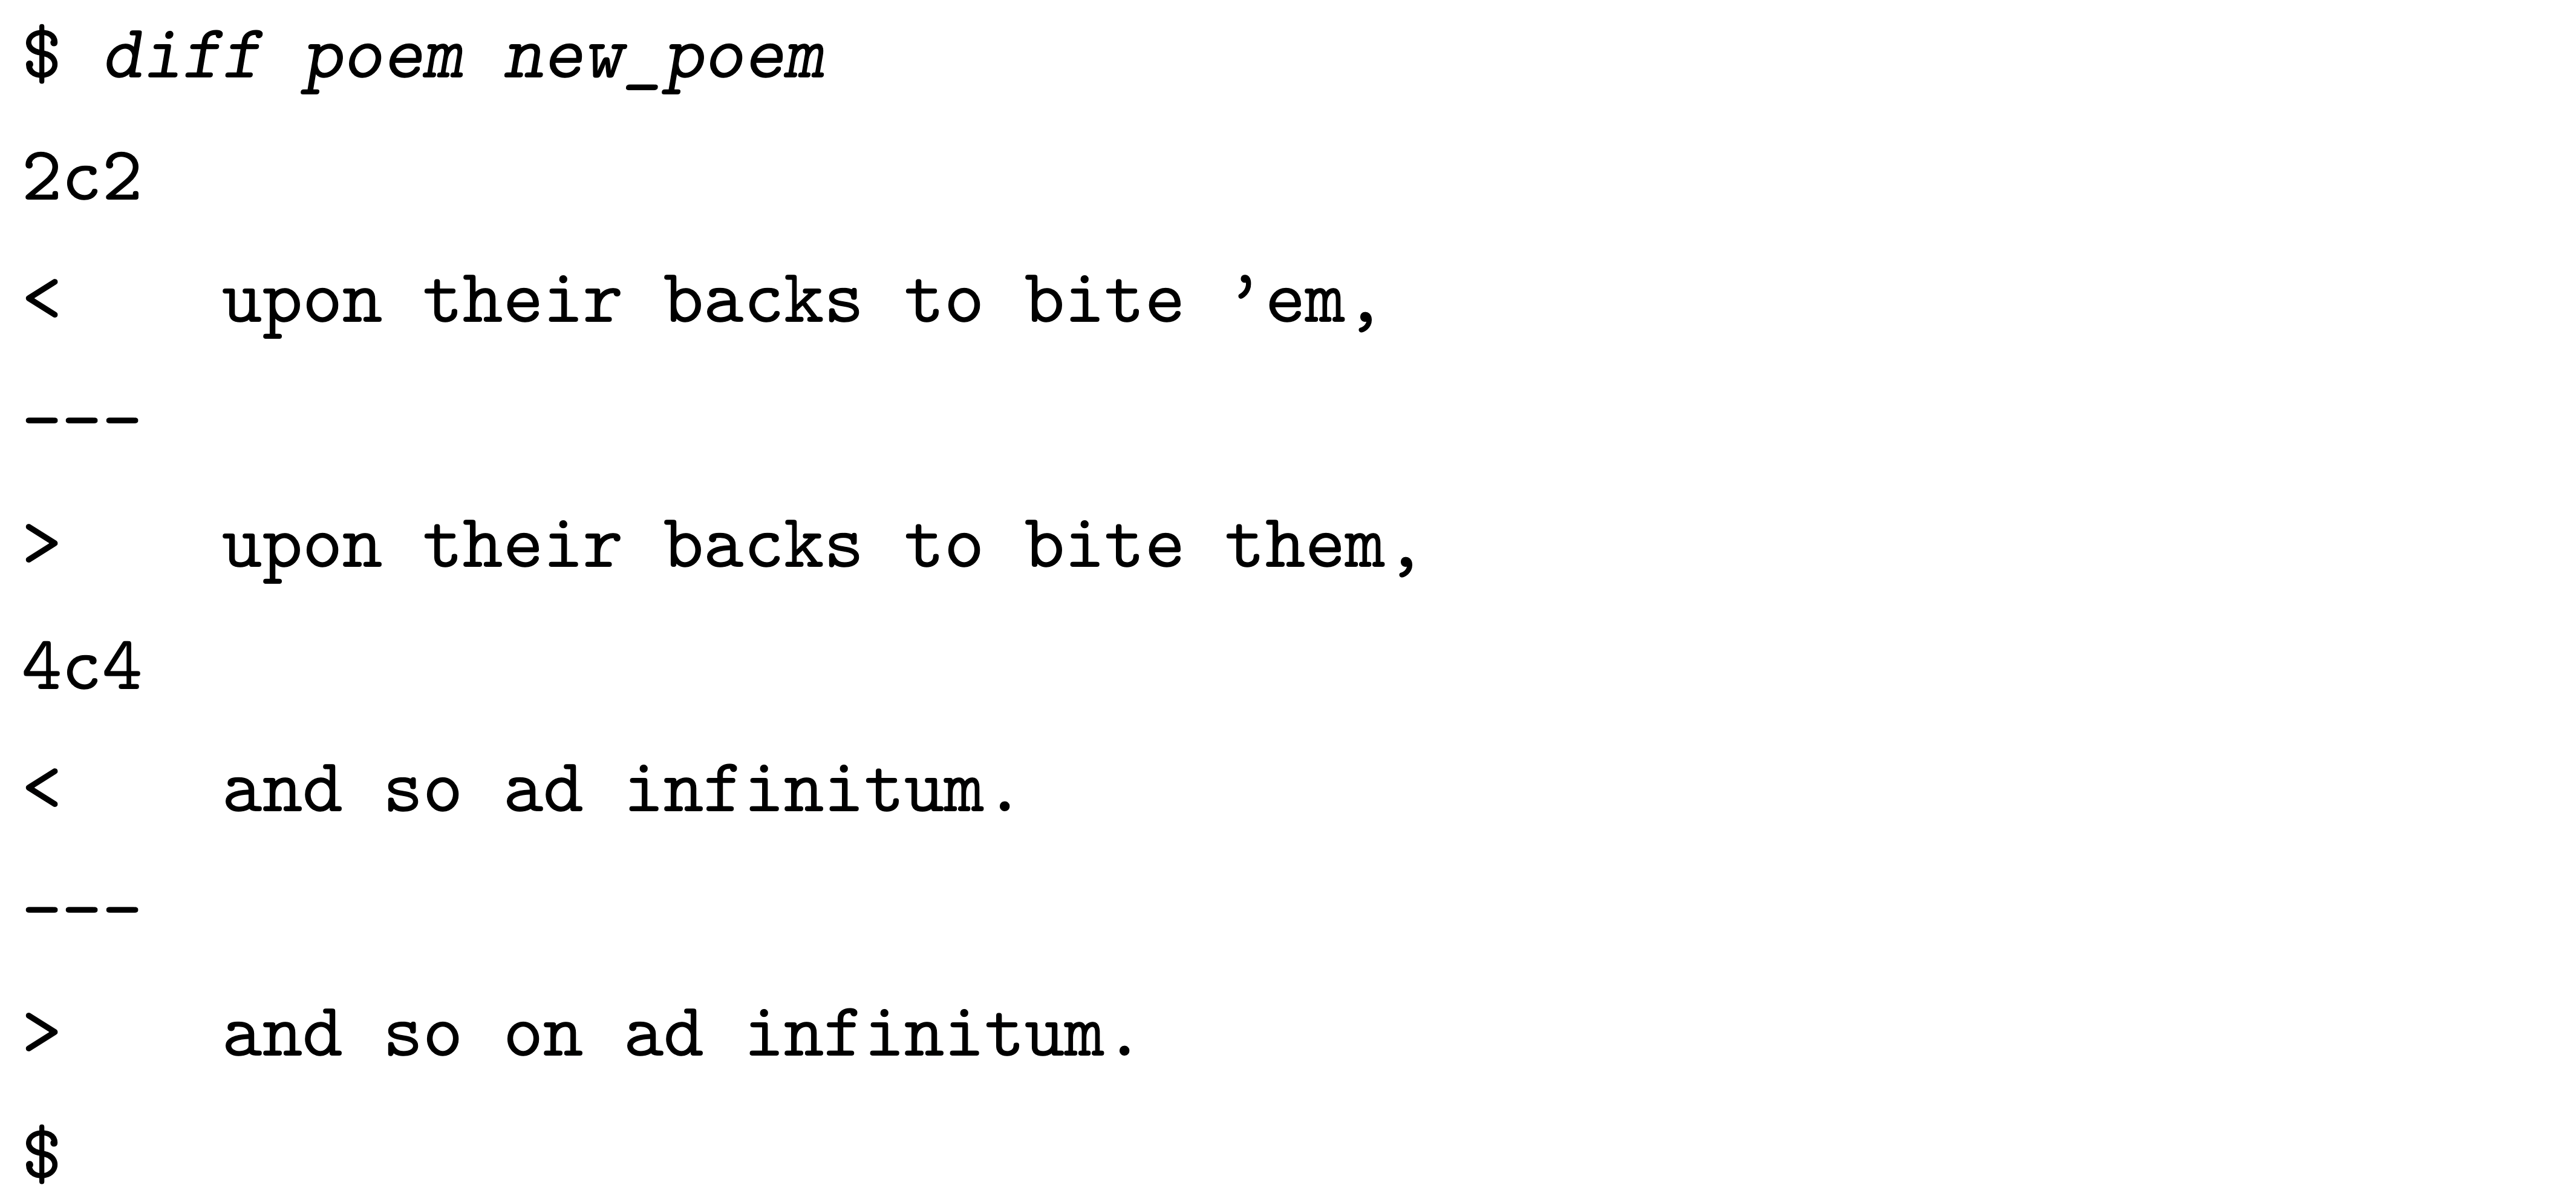 $ diff poem new_poem
2c2
<    upon their backs to bite ’em,
---
>    upon their backs to bite them,
4c4
<    and so ad infinitum.
---
>    and so on ad infinitum.
$